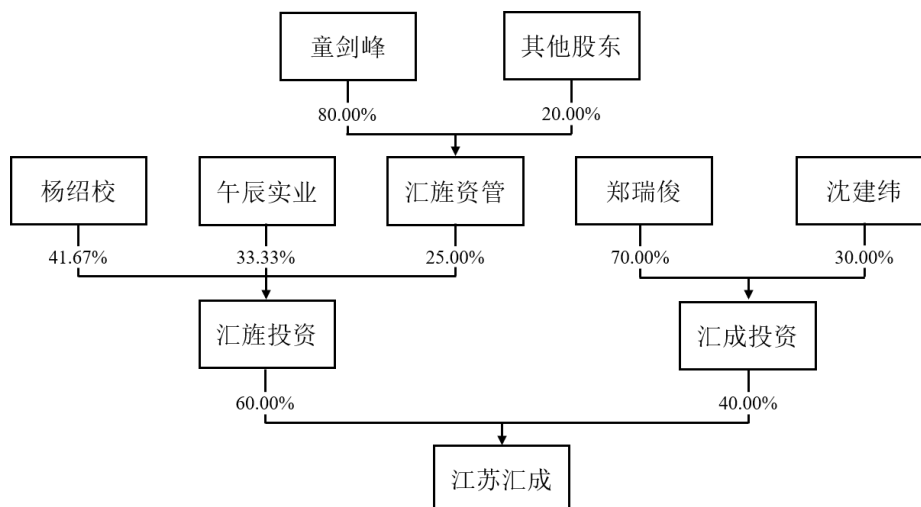 童剑峰
其他股东
80.00%
20.00%
杨绍校
午辰实业
汇旌资管
郑瑞俊
沈建纬
41.67%
33.33%
25.00%
70.00%
30.00%
汇旌投资
汇成投资
60.00%
40.00%
江苏汇成